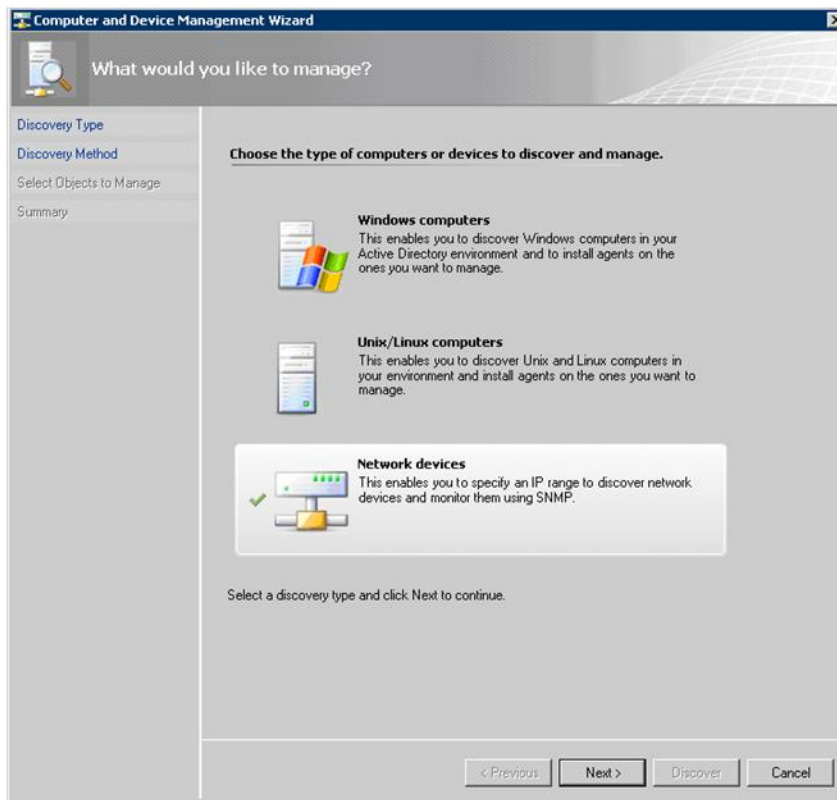 Computer and Device Management Wizard
What would you like to manage?
Discovery Type
Discovery Method
Select Objects to Manage
Summary
Choose the type of computers or devices to discover and manage.
Windows computers
This enables you to discover Windows computers in your
Active Directory environment and to install agents on the
ones you want to manage.
Unix/Linux computers
This enables you to discover Unix and Linux computers in
your environment and install agents on the ones you want to
manage.
Network devices
This enables you to specify an IP range to discover network
devices and monitor them using SNMP.
Select a discovery type and click Next to continue.
< Previous
Next >
Discover
Cancel